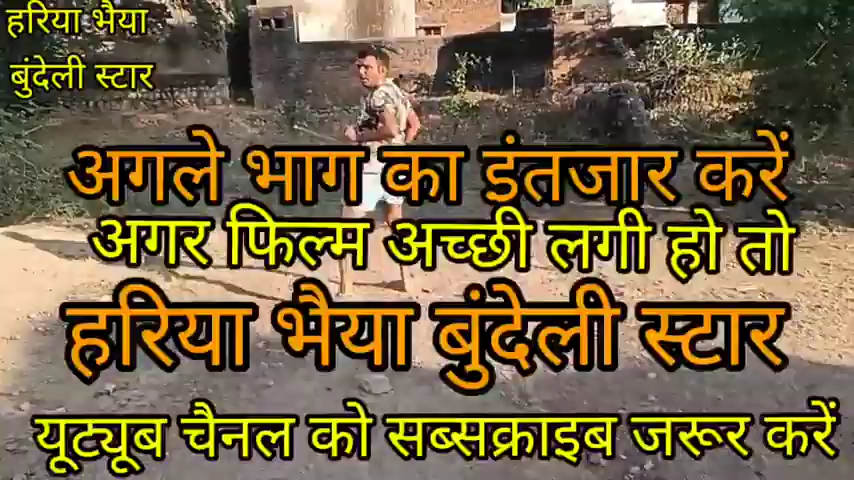 हरिया भैया
बुंदेली स्टार
अगले भाग का इंतजार करें
अगर फिल्म अच्छी लगी हो तो
हरिया भैया बुंदेली स्टार
यूट्यूब चैनल को सब्सक्राइब जरूर करें